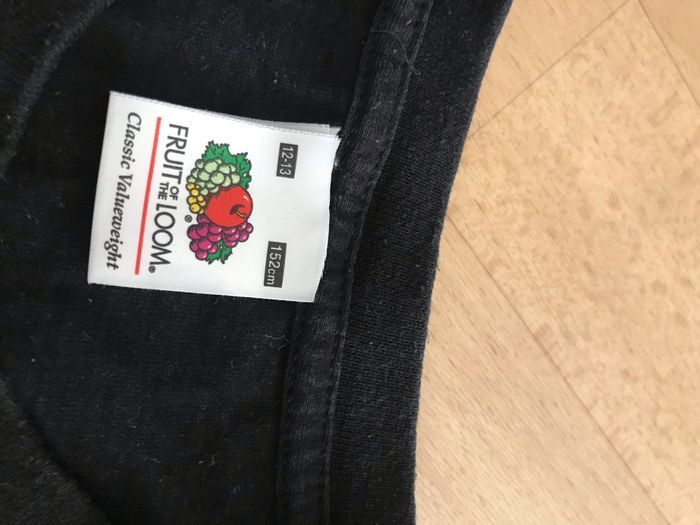 12-13 152cm
FRUIT OF THE LOOM®
Classic Valueweight